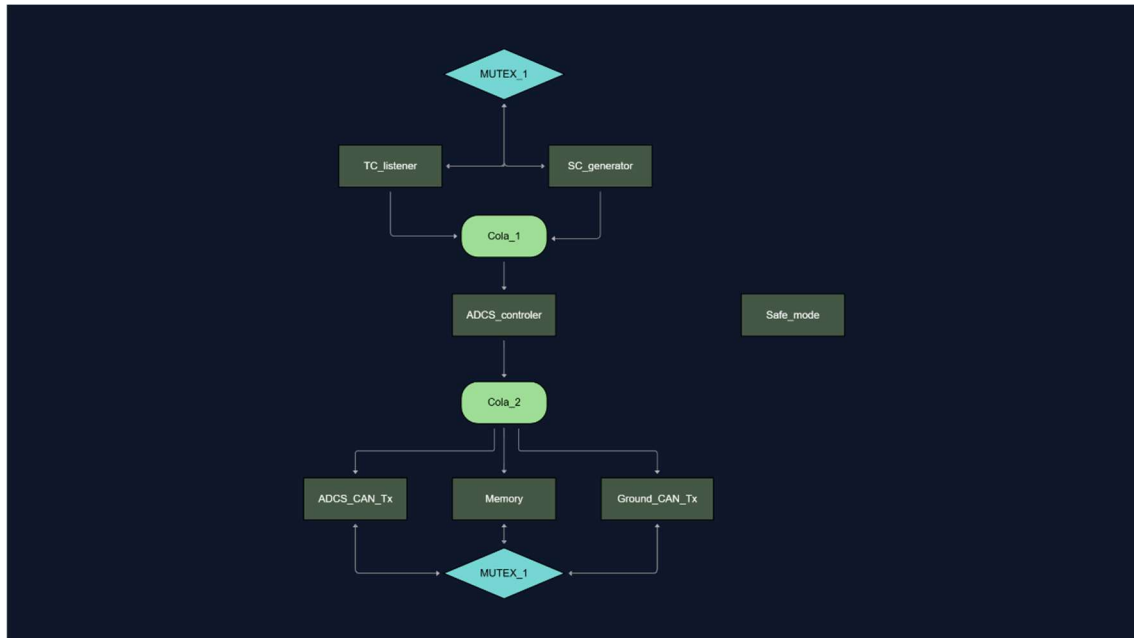 MUTEX_1
TC_listener
SC_generator
Cola_1
ADCS_controler
Safe_mode
Cola_2
ADCS_CAN_Tx
Memory
Ground_CAN_Tx
MUTEX_1